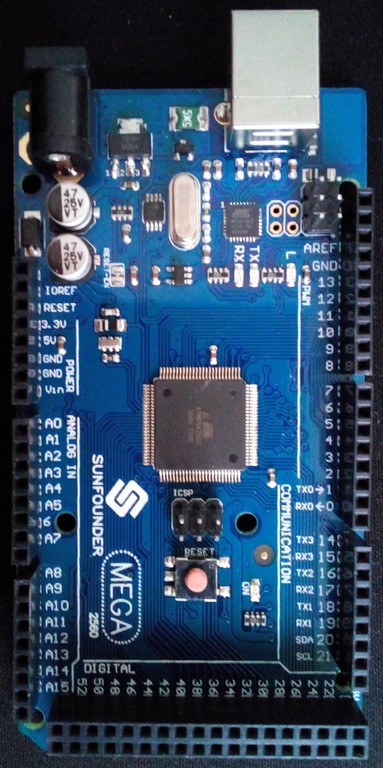 AREF
GND
13
12
11
10
9
8
7
6
5
4
3
2
TX0→1
RX0←0
TX3 14
RX3 15
TX2 16
RX2 17
TX1 18
RX1 19
SDA 20
SCL 21
PWM
L
TX
RX
COMMUNICATION
ON
22
24
26
28
30
32
34
36
38
40
42
44
46
48
50
52
DIGITAL
ATMEGA2560
ICSP
RESET
5X5
RESET-EN
SUNFOUNDER
MEGA
2560
47
25V
47
25V
IOREF
RESET
3.3V
5V
GND
GND
Vin
POWER
ANALOG IN
A0
A1
A2
A3
A4
A5
A7
A8
A9
A10
A11
A12
A13
A14
A15